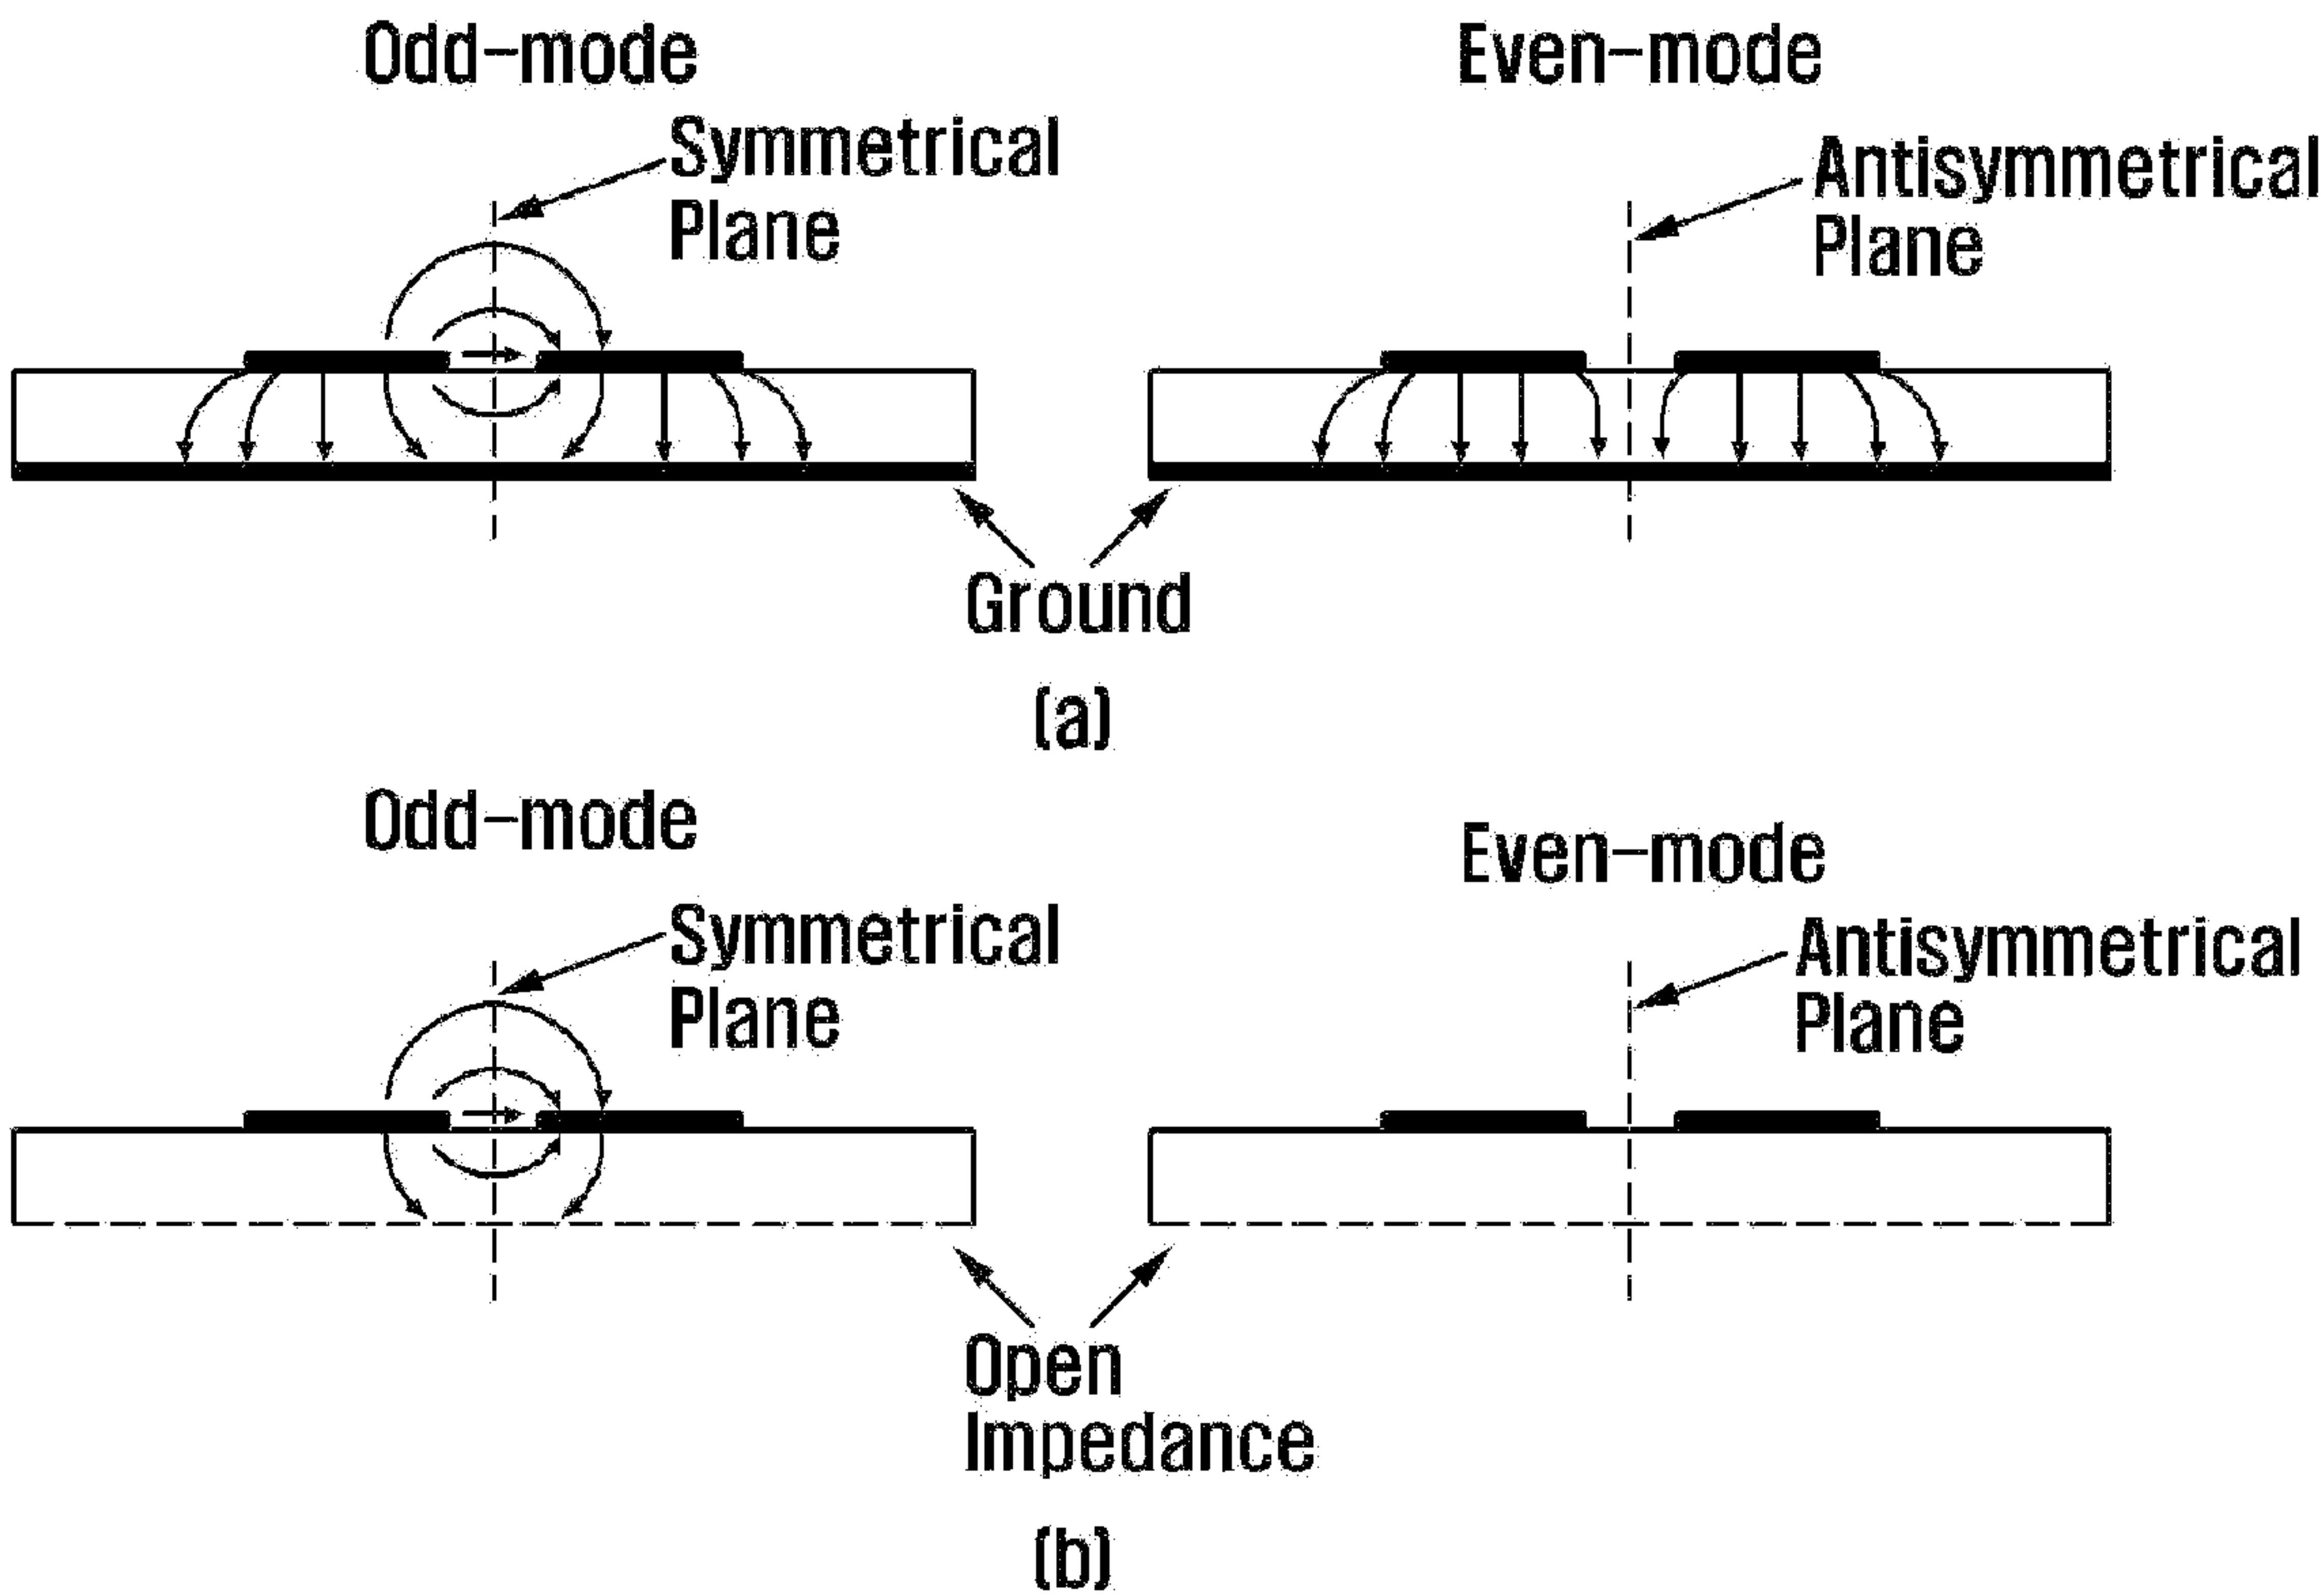 Odd-mode
Even-mode
Symmetrical
Plane
Antisymmetrical
Plane
Ground
(a)
Odd-mode
Even-mode
Symmetrical
Plane
Antisymmetrical
Plane
Open
Impedance
(b)